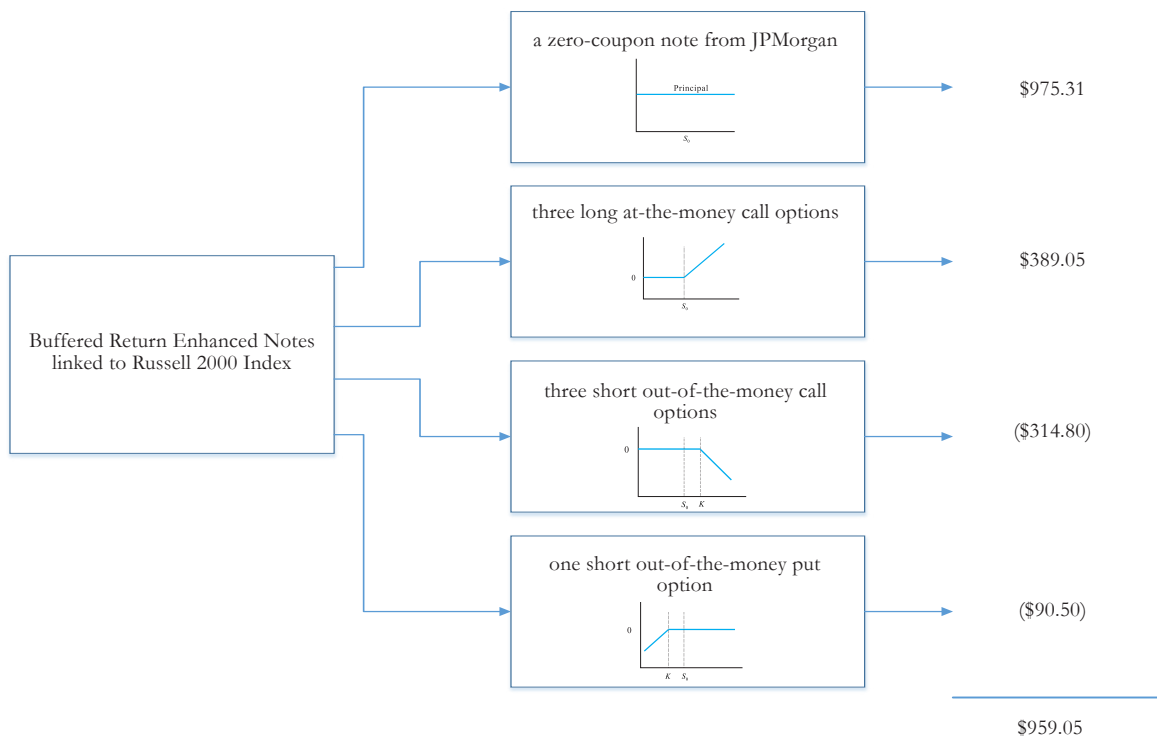 a zero-coupon note from JPMorgan
Principal
S0
$975.31
three long at-the-money call options
0
S0
$389.05
Buffered Return Enhanced Notes
linked to Russell 2000 Index
three short out-of-the-money call
options
0
S0 K
($314.80)
one short out-of-the-money put
option
0
K S0
($90.50)
$959.05